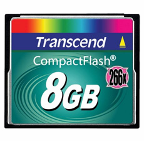 Transcend
CompactFlash®
266x
8GB